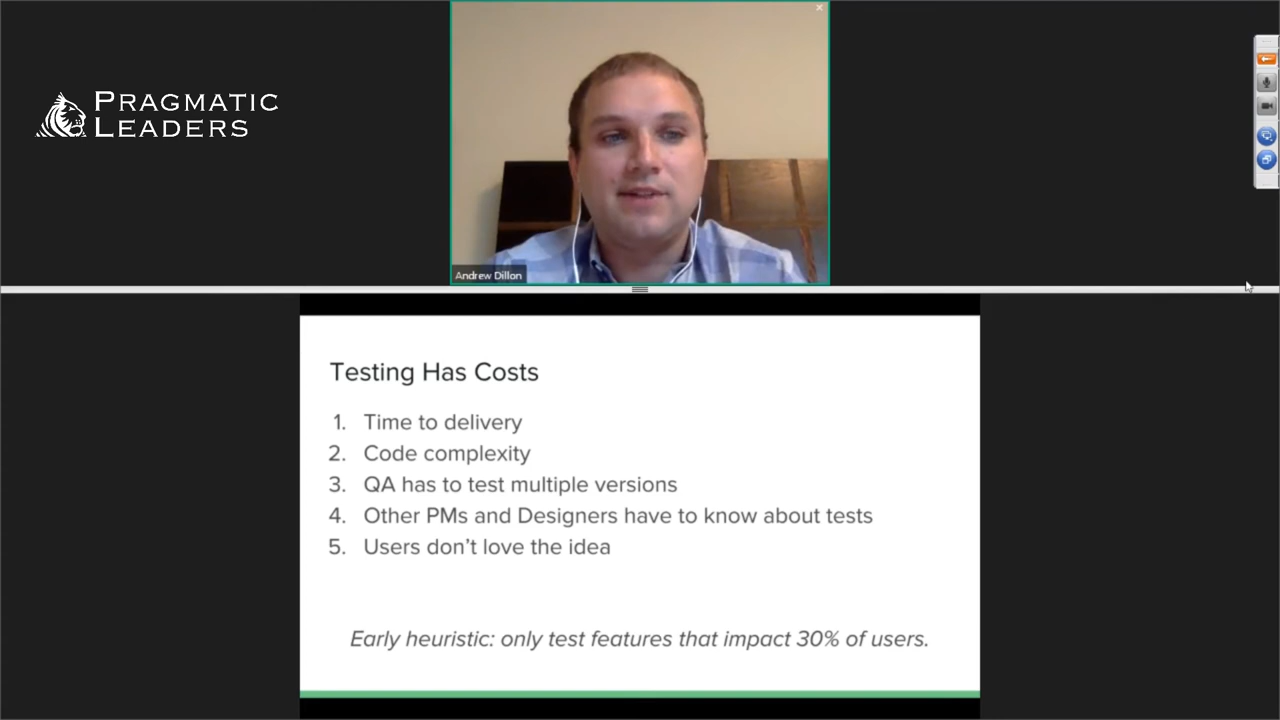 PRAGMATIC
LEADERS
Andrew Dillon
Testing Has Costs
1. Time to delivery
2. Code complexity
3. QA has to test multiple versions
4. Other PMs and Designers have to know about tests
5. Users don't love the idea
Early heuristic: only test features that impact 30% of users.